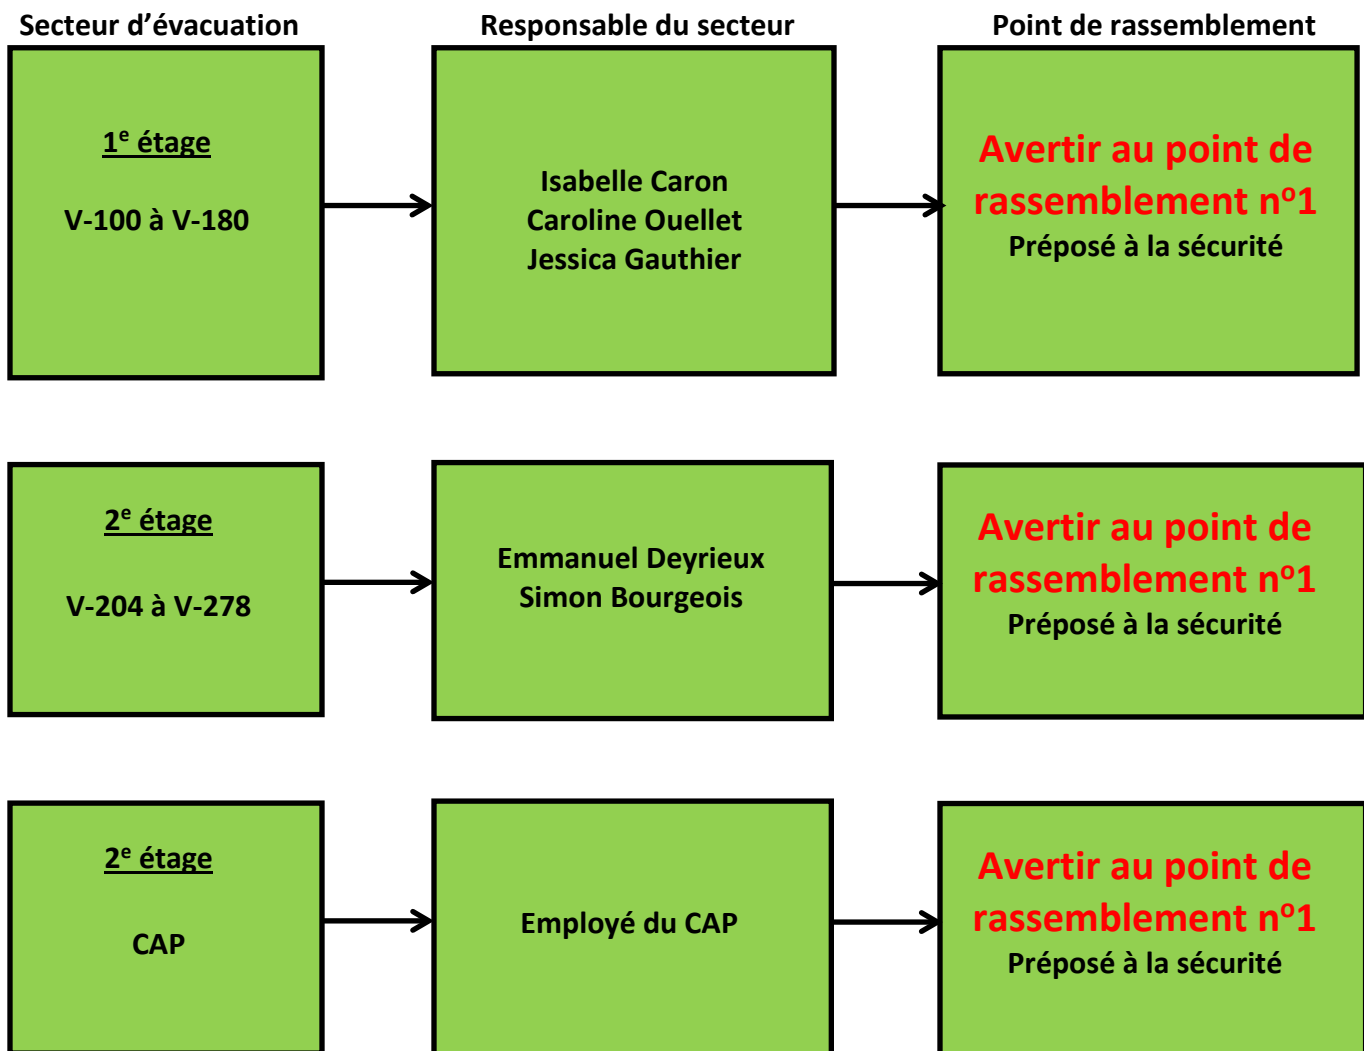 Secteur d’évacuation
Responsable du secteur
Point de rassemblement
1e étage
V-100 à V-180
Isabelle Caron
Caroline Ouellet
Jessica Gauthier
Avertir au point de
rassemblement nº1
Préposé à la sécurité
2e étage
V-204 à V-278
Emmanuel Deyrieux
Simon Bourgeois
Avertir au point de
rassemblement nº1
Préposé à la sécurité
2e étage
CAP
Employé du CAP
Avertir au point de
rassemblement nº1
Préposé à la sécurité